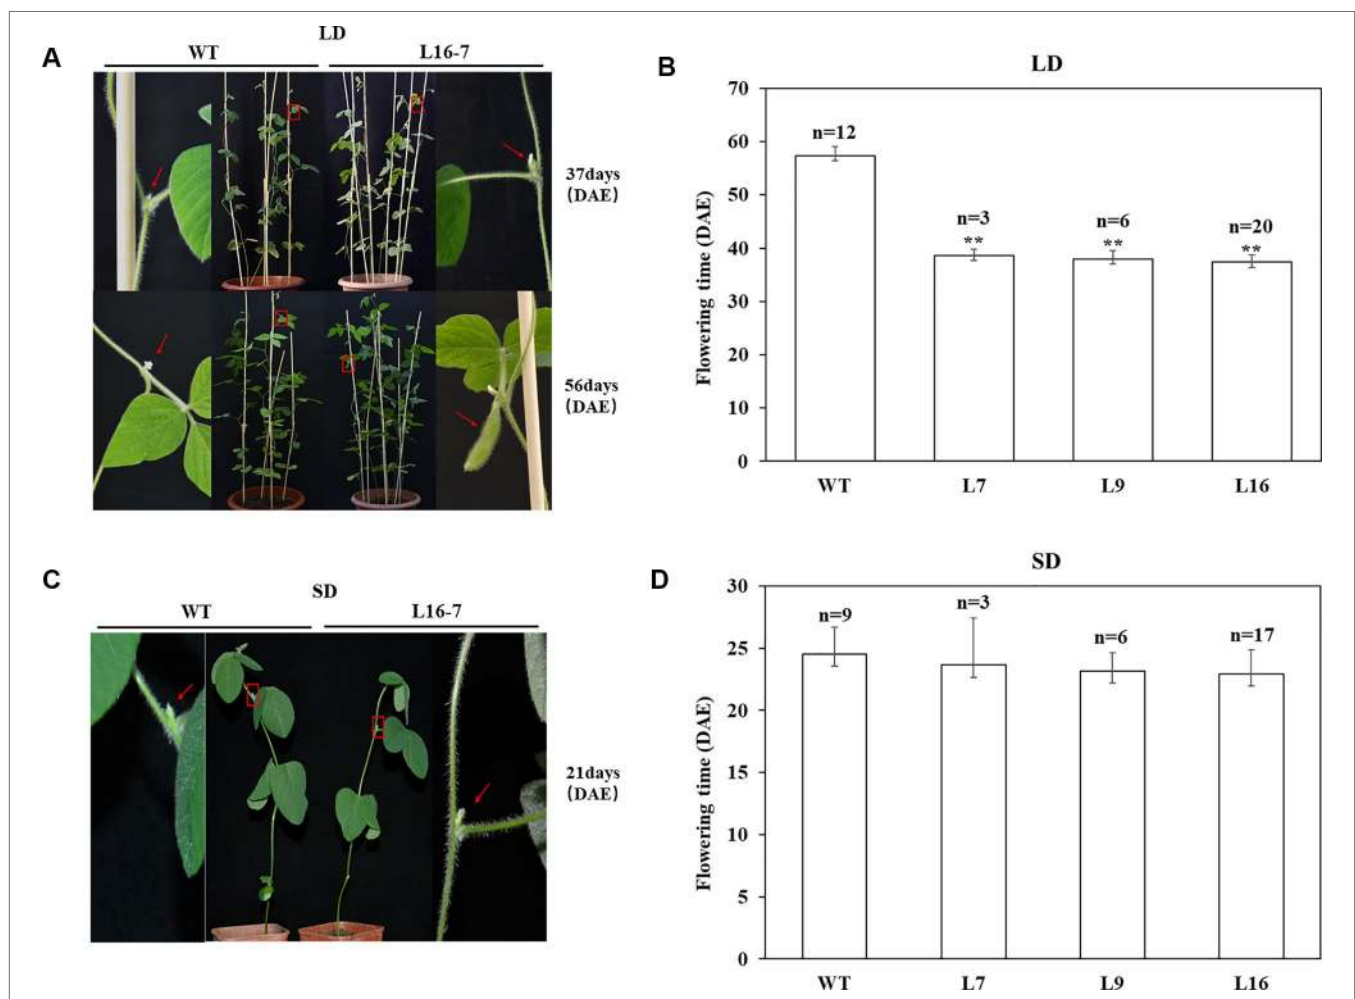 A
LD
WT
L16-7
37days
(DAE)
56days
(DAE)
B
LD
Flowering time (DAE)
70
60
50
40
30
20
10
0
n=12
n=3
**
n=6
**
n=20
**
WT L7 L9 L16
C
SD
WT
L16-7
21days
(DAE)
D
SD
Flowering time (DAE)
30
25
20
15
10
5
0
n=9
n=3
n=6
n=17
WT L7 L9 L16